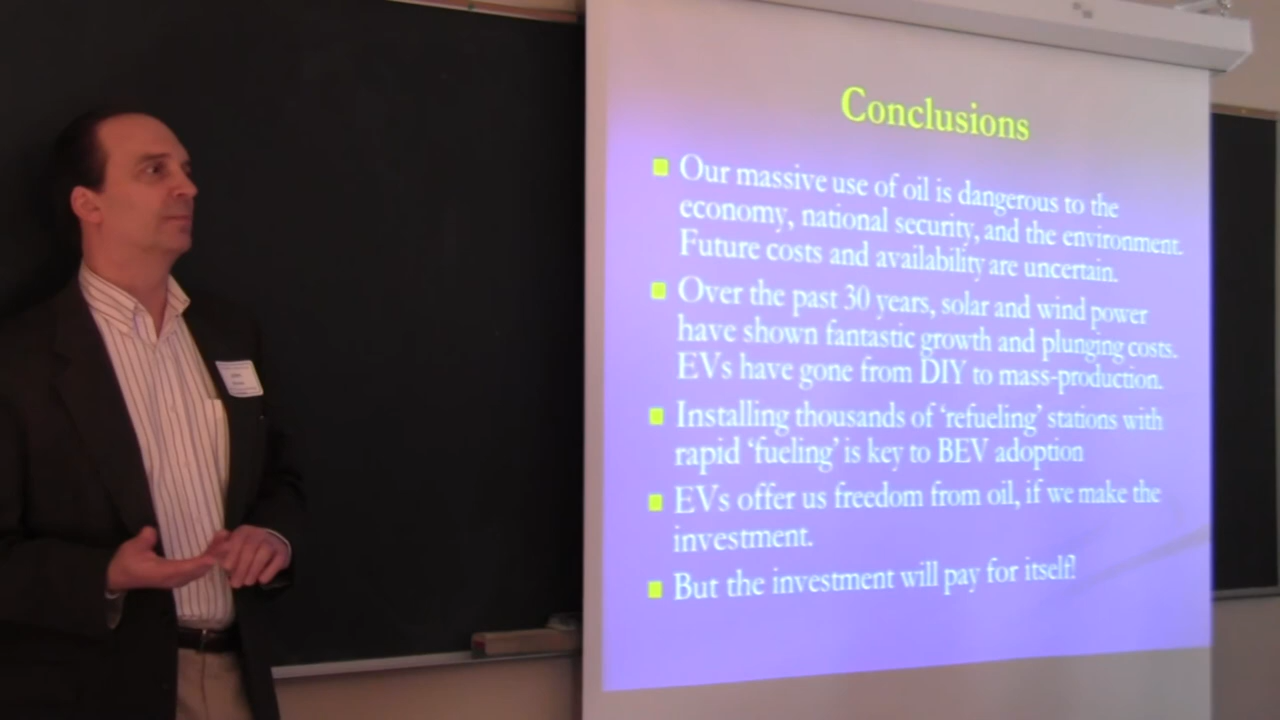 Conclusions
Our massive use of oil is dangerous to the
economy, national security, and the environment.
Future costs and availability are uncertain.
Over the past 30 years, solar and wind power
have shown fantastic growth and plunging costs.
EVs have gone from DIY to mass-production.
Installing thousands of ‘refueling’ stations with
rapid ‘fueling’ is key to BEV adoption
EVs offer us freedom from oil, if we make the
investment.
But the investment will pay for itself!